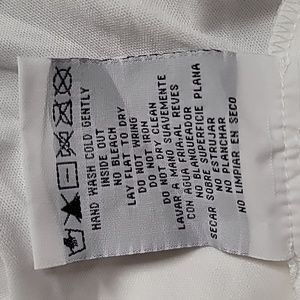 HAND WASH COLD GENTLY
INSIDE OUT
NO BLEACH
LAY FLAT TO DRY
DO NOT WRING
DO NOT IRON
DO NOT DRY CLEAN
LAVAR A MANO SUAVEMENTE
CON AGUA FRIA AL REVES
NO BLANQUEADOR
SECAR SOBRE SUPERFICIE PLANA
NO ESTRUJAR
NO PLANCHAR
NO LIMPIAR EN SECO